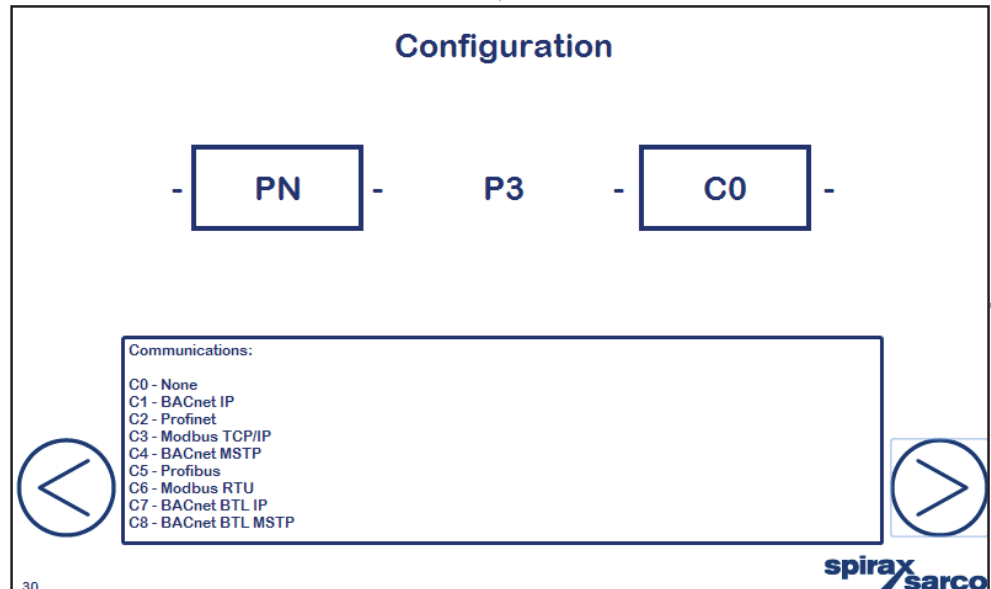 Configuration
- PN - P3 - C0 -
Communications:
C0 - None
C1 - BACnet IP
C2 - Profinet
C3 - Modbus TCP/IP
C4 - BACnet MSTP
C5 - Profibus
C6 - Modbus RTU
C7 - BACnet BTL IP
C8 - BACnet BTL MSTP
30
spirax
sarco